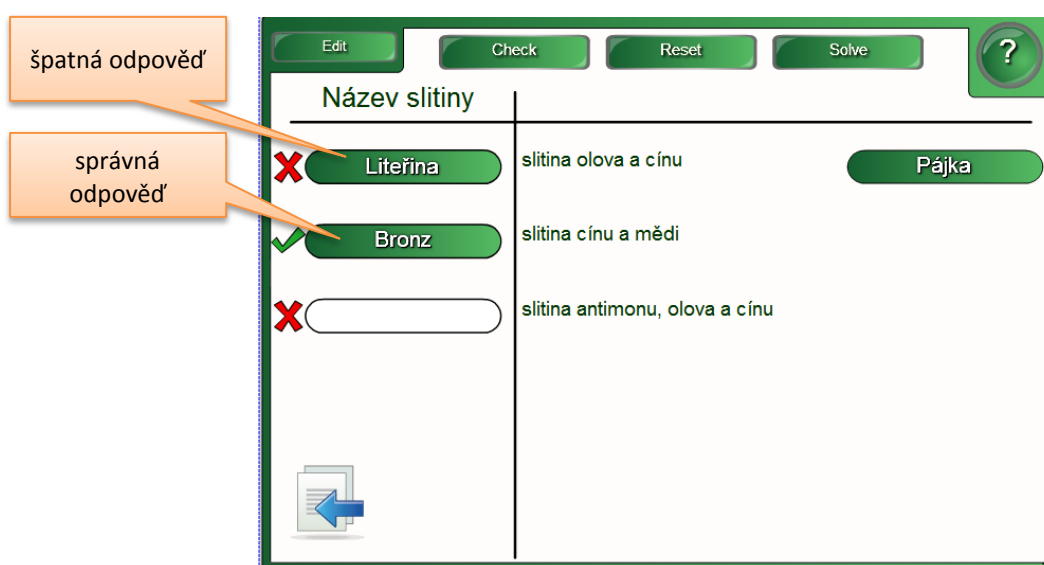 špatná odpověď
správná
odpověď
Edit
Check
Reset
Solve
?
Název slitiny
Liteřina
slitina olova a cínu
Pájka
Bronz
slitina cínu a mědi
slitina antimonu, olova a cínu